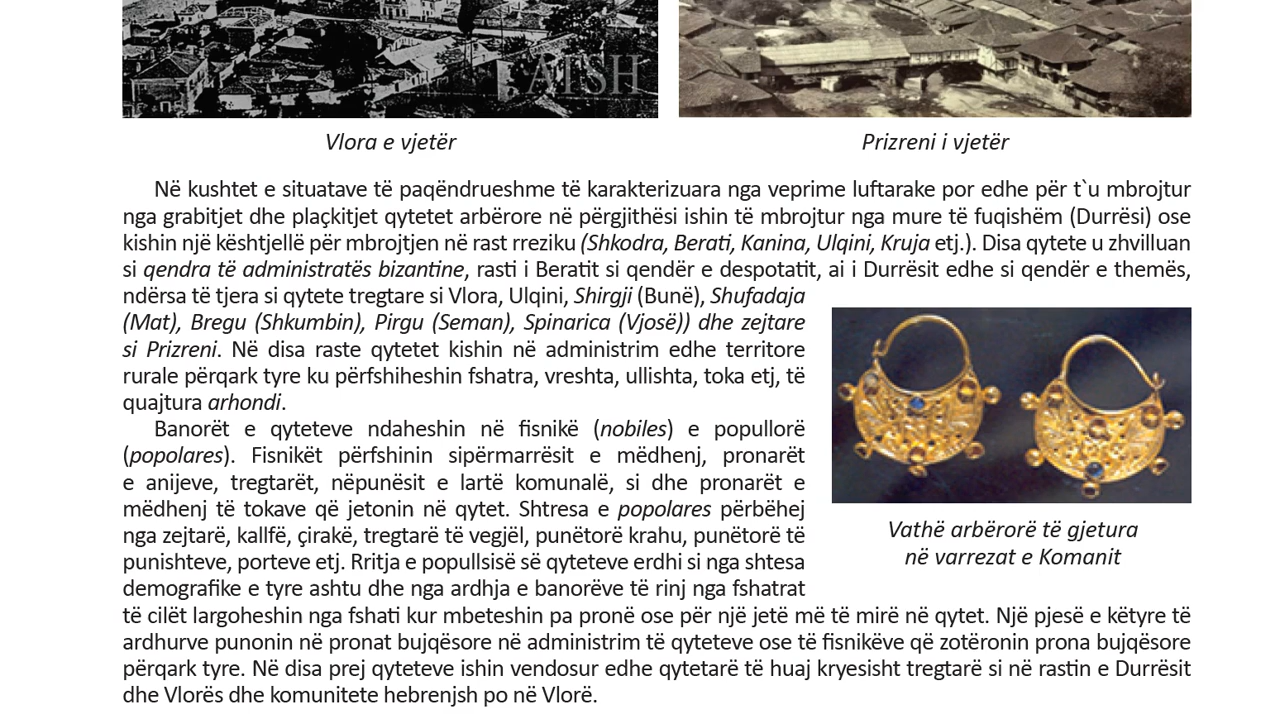 AISH
Vlora e vjetër
Prizreni i vjetër
Në kushtet e situatave të paqëndrueshme të karakterizuara nga veprime luftarake por edhe për t`u mbrojtur
nga grabitjet dhe plaçkitjet qytetet arbërore në përgjithësi ishin të mbrojtur nga mure të fuqishëm (Durrësi) ose
kishin një kështjellë për mbrojtjen në rast rreziku (Shkodra, Berati, Kanina, Ulqini, Kruja etj.). Disa qytete u zhvilluan
si qendra të administratës bizantine, rasti i Beratit si qendër e despotatit, ai i Durrësit edhe si qendër e themës,
ndërsa të tjera si qytete tregtare si Vlora, Ulqini, Shirgji (Bunë), Shufadaja
(Mat), Bregu (Shkumbin), Pirgu (Seman), Spinarica (Vjosë)) dhe zejtare
si Prizreni. Në disa raste qytetet kishin në administrim edhe territore
rurale përqark tyre ku përfshiheshin fshatra, vreshta, ullishta, toka etj, të
quajtura arhondi.
Banorët e qyteteve ndaheshin në fisnikë (nobiles) e popullorë
(popolares). Fisnikët përfshinin sipërmarrësit e mëdhenj, pronarët
e anijeve, tregtarët, nëpunësit e lartë komunalë, si dhe pronarët e
mëdhenj të tokave që jetonin në qytet. Shtresa e popolares përbëhej
nga zejtarë, kallfë, çirakë, tregtarë të vegjël, punëtorë krahu, punëtorë të
punishteve, porteve etj. Rritja e popullsisë së qyteteve erdhi si nga shtesa
demografike e tyre ashtu dhe nga ardhja e banorëve të rinj nga fshatrat
të cilët largoheshin nga fshati kur mbeteshin pa pronë ose për një jetë më të mirë në qytet. Një pjesë e këtyre të
ardhurve punonin në pronat bujqësore në administrim të qyteteve ose të fisnikëve që zotëronin prona bujqësore
përqark tyre. Në disa prej qyteteve ishin vendosur edhe qytetarë të huaj kryesisht tregtarë si në rastin e Durrësit
dhe Vlorës dhe komunitete hebrenjsh po në Vlorë.
Vathë arbërorë të gjetura
në varrezat e Komanit